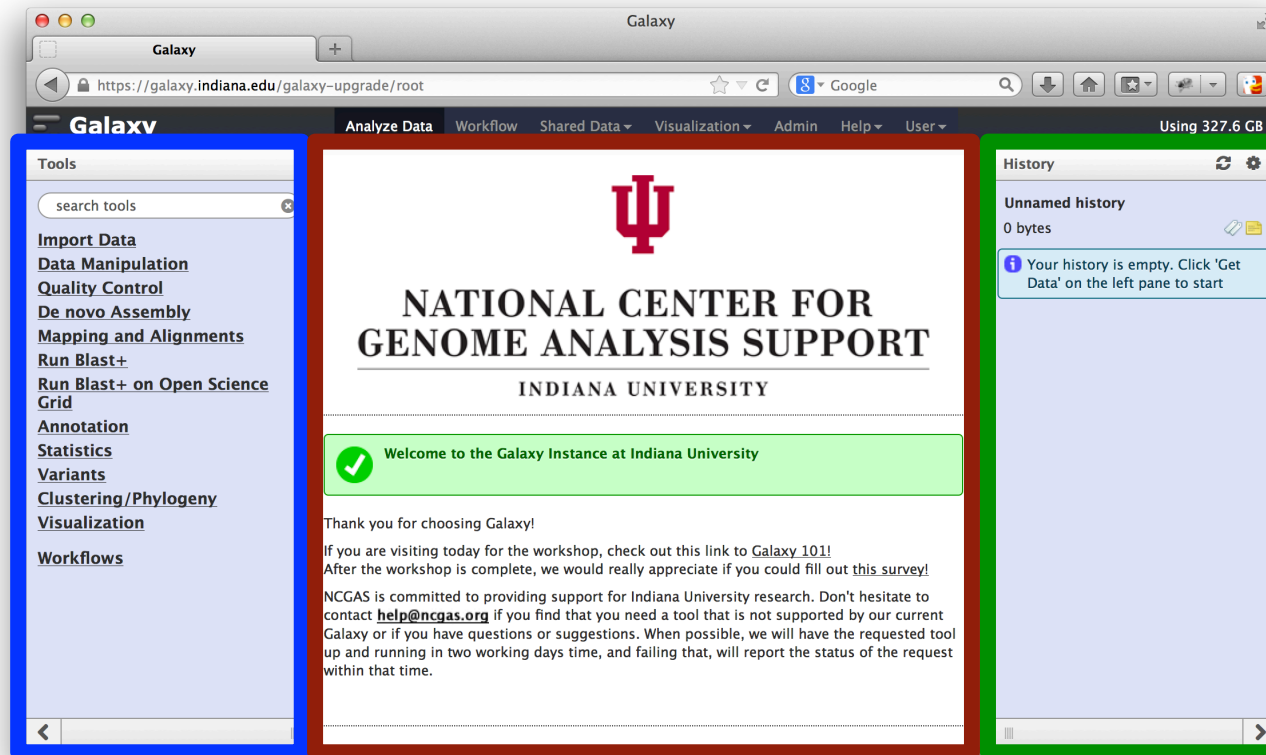 Galaxy
Galaxy
https://galaxy.indiana.edu/galaxy-upgrade/root
Google
Galaxy
Analyze Data Workflow Shared Data Visualization Admin Help User
Using 327.6 GB
Tools
search tools
Import Data
Data Manipulation
Quality Control
De novo Assembly
Mapping and Alignments
Run Blast+
Run Blast+ on Open Science
Grid
Annotation
Statistics
Variants
Clustering/Phylogeny
Visualization
Workflows
NATIONAL CENTER FOR
GENOME ANALYSIS SUPPORT
INDIANA UNIVERSITY
Welcome to the Galaxy Instance at Indiana University
Thank you for choosing Galaxy!
If you are visiting today for the workshop, check out this link to Galaxy 101!
After the workshop is complete, we would really appreciate if you could fill out this survey!
NCGAS is committed to providing support for Indiana University research. Don't hesitate to
contact help@ncgas.org if you find that you need a tool that is not supported by our current
Galaxy or if you have questions or suggestions. When possible, we will have the requested tool
up and running in two working days time, and failing that, will report the status of the request
within that time.
History
Unnamed history
0 bytes
Your history is empty. Click 'Get
Data' on the left pane to start